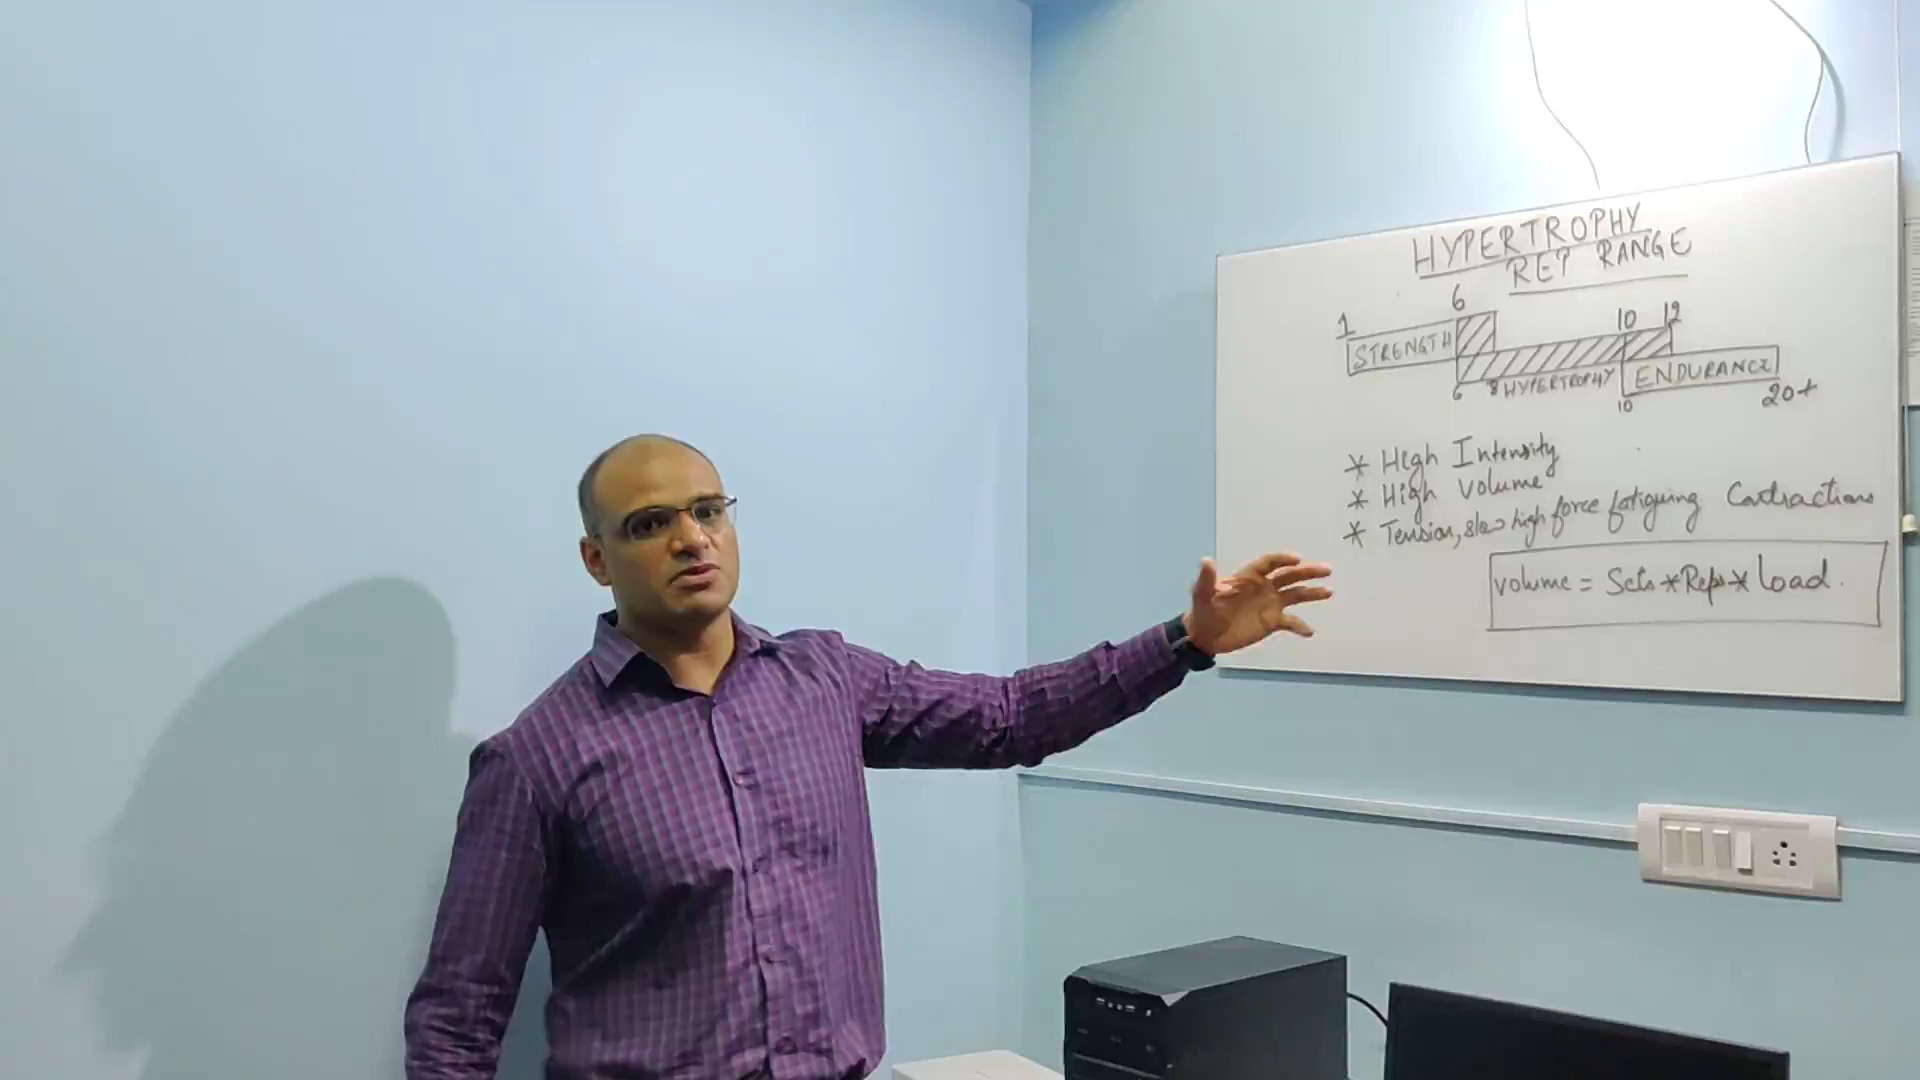 HYPERTROPHY
REP RANGE
6
1 10 12
STRENGTH
ENDURANCE
6 8 HYPERTROPHY 10 20+
* High Intensity
* High Volume
* Tension, slow high force fatiguing Contractions
Volume = Sets * Reps * Load.